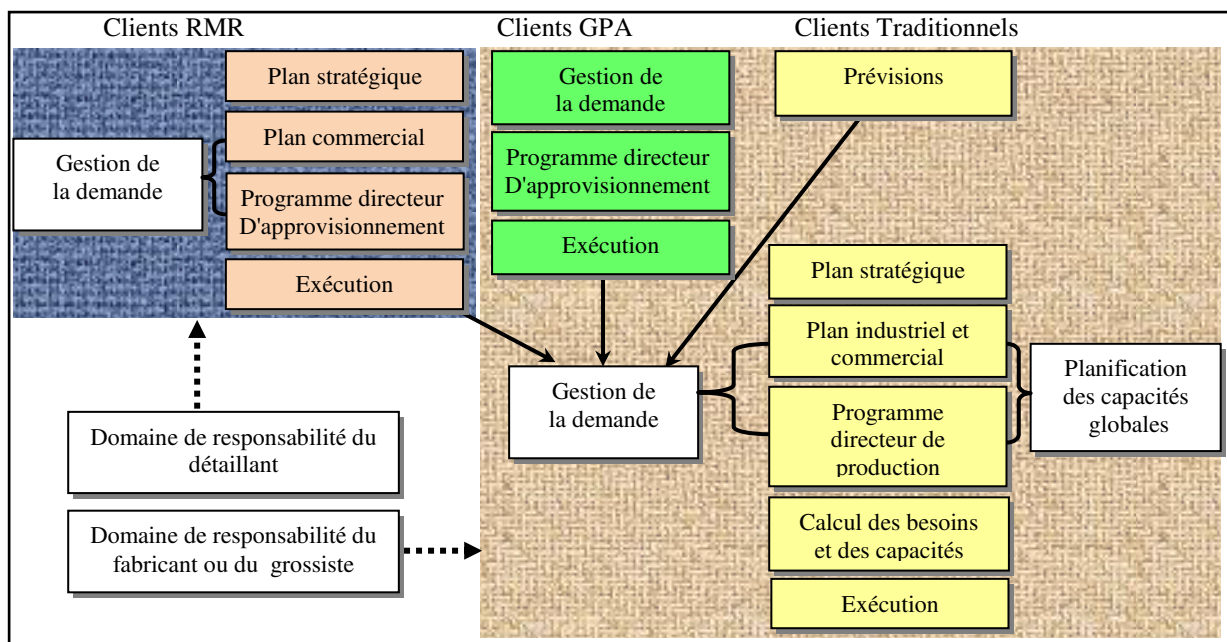 Clients RMR
Clients GPA
Clients Traditionnels
Plan stratégique
Plan commercial
Gestion de
la demande
Programme directeur
D'approvisionnement
Exécution
Gestion de
la demande
Programme directeur
D'approvisionnement
Exécution
Prévisions
Plan stratégique
Plan industriel et
commercial
Gestion de
la demande
Programme
directeur de
production
Planification
des capacités
globales
Calcul des besoins
et des capacités
Exécution
Domaine de responsabilité du
détaillant
Domaine de responsabilité du
fabricant ou du grossiste